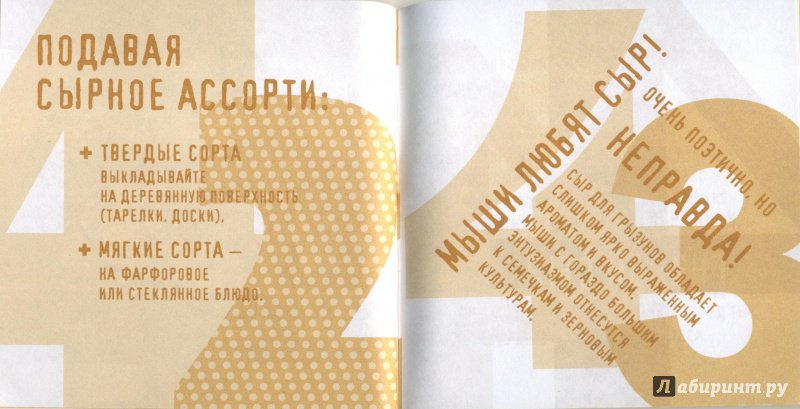 ПОДАВАЯ
СЫРНОЕ АССОРТИ:
+ ТВЕРДЫЕ СОРТА
ВЫКЛАДЫВАЙТЕ
НА ДЕРЕВЯННУЮ ПОВЕРХНОСТЬ
(ТАРЕЛКИ, ДОСКИ),
+ МЯГКИЕ СОРТА —
НА ФАРФОРОВОЕ
ИЛИ СТЕКЛЯННОЕ БЛЮДО.
42
МЫШИ ЛЮБЯТ СЫР!
ОЧЕНЬ ПОЭТИЧНО, НО
НЕПРАВДА!
СЫР ДЛЯ ГРЫЗУНОВ ОБЛАДАЕТ
СЛИШКОМ ЯРКО ВЫРАЖЕННЫМ
АРОМАТОМ И ВКУСОМ.
МЫШИ С ГОРАЗДО БОЛЬШИМ
ЭНТУЗИАЗМОМ ОТНЕСУТСЯ
К СЕМЕЧКАМ И ЗЕРНОВЫМ
КУЛЬТУРАМ.
43
Лабиринт.ру